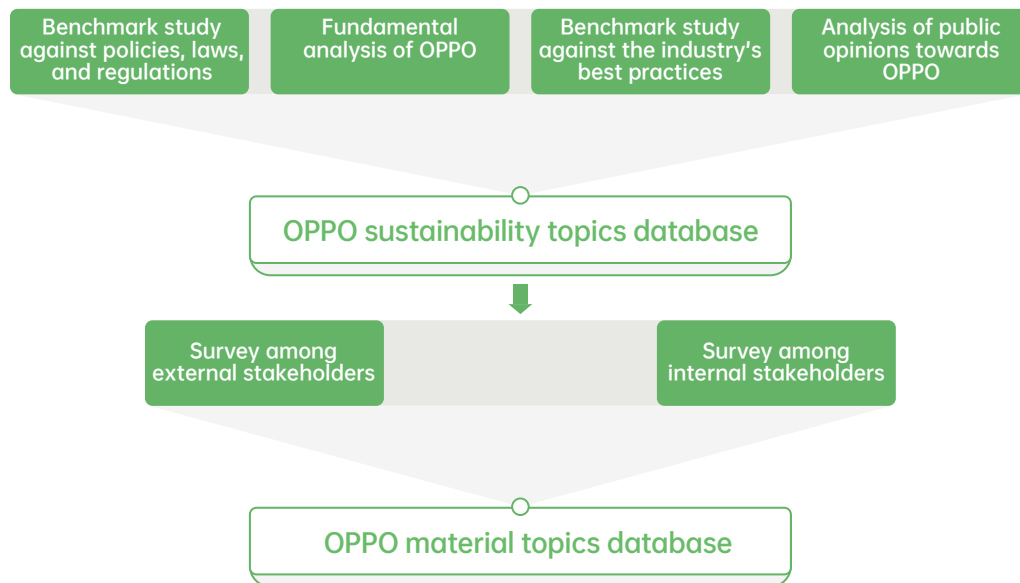 Benchmark study
against policies, laws,
and regulations
Fundamental
analysis of OPPO
Benchmark study
against the industry's
best practices
Analysis of public
opinions towards
OPPO
OPPO sustainability topics database
Survey among
external stakeholders
Survey among
internal stakeholders
OPPO material topics database